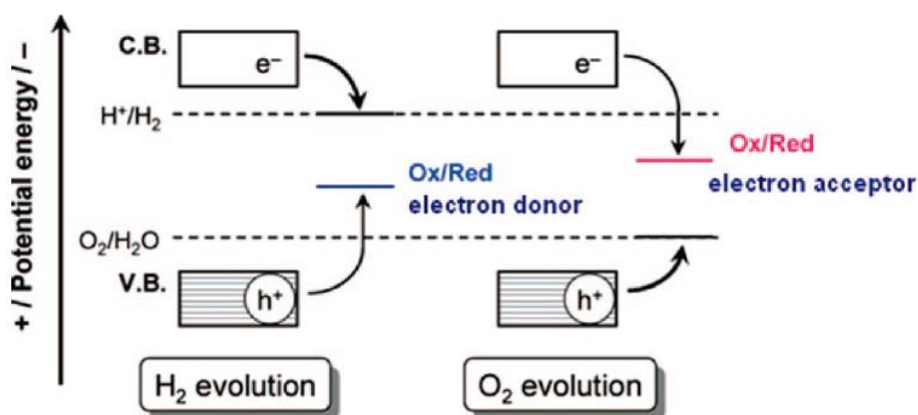 + / Potential energy / −
C.B.
e⁻
e⁻
H⁺/H₂
Ox/Red
electron donor
Ox/Red
electron acceptor
O₂/H₂O
V.B.
h⁺
h⁺
H₂ evolution
O₂ evolution